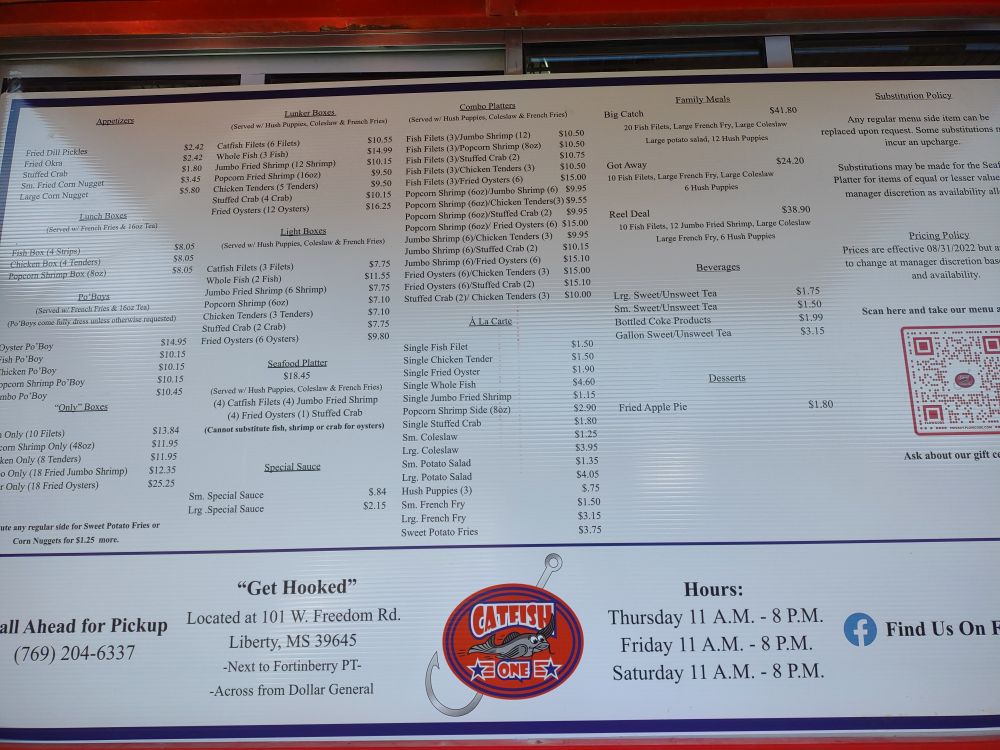 Appetizers
Fried Dill Pickles $2.42
Fried Okra $2.42
Stuffed Crab $1.80
Sm. Fried Corn Nugget $3.45
Large Corn Nugget $5.80
Lunch Boxes
(Served w/ French Fries & 16oz Tea)
Fish Box (4 Strips) $8.05
Chicken Box (4 Tenders) $8.05
Popcorn Shrimp Box (8oz) $8.05
Po'Boys
(Served w/ French Fries & 16oz Tea)
(Po'Boys come fully dress unless otherwise requested)
Oyster Po'Boy $14.95
Fish Po'Boy $10.15
Chicken Po'Boy $10.15
opcorn Shrimp Po'Boy $10.15
mbo Po'Boy $10.45
"Only" Boxes
Only (10 Filets) $13.84
corn Shrimp Only (48oz) $11.95
ken Only (8 Tenders) $11.95
o Only (18 Fried Jumbo Shrimp) $12.35
r Only (18 Fried Oysters) $25.25
ute any regular side for Sweet Potato Fries or
Corn Nuggets for $1.25 more.
Lunker Boxes
(Served w/ Hush Puppies, Coleslaw & French Fries)
Catfish Filets (6 Filets) $10.55
Whole Fish (3 Fish) $14.99
Jumbo Fried Shrimp (12 Shrimp) $10.15
Popcorn Fried Shrimp (16oz) $9.50
Chicken Tenders (5 Tenders) $9.50
Stuffed Crab (4 Crab) $10.15
Fried Oysters (12 Oysters) $16.25
Light Boxes
(Served w/ Hush Puppies, Coleslaw & French Fries)
Catfish Filets (3 Filets) $7.75
Whole Fish (2 Fish) $11.55
Jumbo Fried Shrimp (6 Shrimp) $7.75
Popcorn Shrimp (6oz) $7.10
Chicken Tenders (3 Tenders) $7.10
Stuffed Crab (2 Crab) $7.75
Fried Oysters (6 Oysters) $9.80
Seafood Platter
$18.45
(Served w/ Hush Puppies, Coleslaw & French Fries)
(4) Catfish Filets (4) Jumbo Fried Shrimp
(4) Fried Oysters (1) Stuffed Crab
(Cannot substitute fish, shrimp or crab for oysters)
Special Sauce
Sm. Special Sauce $.84
Lrg .Special Sauce $2.15
Combo Platters
(Served w/ Hush Puppies, Coleslaw & French Fries)
Fish Filets (3)/Jumbo Shrimp (12) $10.50
Fish Filets (3)/Popcorn Shrimp (8oz) $10.50
Fish Filets (3)/Stuffed Crab (2) $10.75
Fish Filets (3)/Chicken Tenders (3) $10.50
Fish Filets (3)/Fried Oysters (6) $15.00
Popcorn Shrimp (6oz)/Jumbo Shrimp (6) $9.95
Popcorn Shrimp (6oz)/Chicken Tenders(3) $9.55
Popcorn Shrimp (6oz)/Stuffed Crab (2) $9.95
Popcorn Shrimp (6oz)/ Fried Oysters (6) $15.00
Jumbo Shrimp (6)/Chicken Tenders (3) $9.95
Jumbo Shrimp (6)/Stuffed Crab (2) $10.15
Jumbo Shrimp (6)/Fried Oysters (6) $15.10
Fried Oysters (6)/Chicken Tenders (3) $15.00
Fried Oysters (6)/Stuffed Crab (2) $15.10
Stuffed Crab (2)/ Chicken Tenders (3) $10.00
À La Carte
Single Fish Filet $1.50
Single Chicken Tender $1.50
Single Fried Oyster $1.90
Single Whole Fish $4.60
Single Jumbo Fried Shrimp $1.15
Popcorn Shrimp Side (8oz) $2.90
Single Stuffed Crab $1.80
Sm. Coleslaw $1.25
Lrg. Coleslaw $3.95
Sm. Potato Salad $1.35
Lrg. Potato Salad $4.05
Hush Puppies (3) $.75
Sm. French Fry $1.50
Lrg. French Fry $3.15
Sweet Potato Fries $3.75
Family Meals
Big Catch $41.80
20 Fish Filets, Large French Fry, Large Coleslaw
Large potato salad, 12 Hush Puppies
Got Away $24.20
10 Fish Filets, Large French Fry, Large Coleslaw
6 Hush Puppies
Reel Deal $38.90
10 Fish Filets, 12 Jumbo Fried Shrimp, Large Coleslaw
Large French Fry, 6 Hush Puppies
Beverages
Lrg. Sweet/Unsweet Tea $1.75
Sm. Sweet/Unsweet Tea $1.50
Bottled Coke Products $1.99
Gallon Sweet/Unsweet Tea $3.15
Desserts
Fried Apple Pie $1.80
Substitution Policy
Any regular menu side item can be
replaced upon request. Some substitutions m
incur an upcharge.
Substitutions may be made for the Seaf
Platter for items of equal or lesser value
manager discretion as availability all
Pricing Policy
Prices are effective 08/31/2022 but a
to change at manager discretion base
and availability.
Scan here and take our menu a
Ask about our gift ce
all Ahead for Pickup
(769) 204-6337
"Get Hooked"
Located at 101 W. Freedom Rd.
Liberty, MS 39645
-Next to Fortinberry PT-
-Across from Dollar General
CATFISH
ONE
Hours:
Thursday 11 A.M. - 8 P.M.
Friday 11 A.M. - 8 P.M.
Saturday 11 A.M. - 8 P.M.
Find Us On F